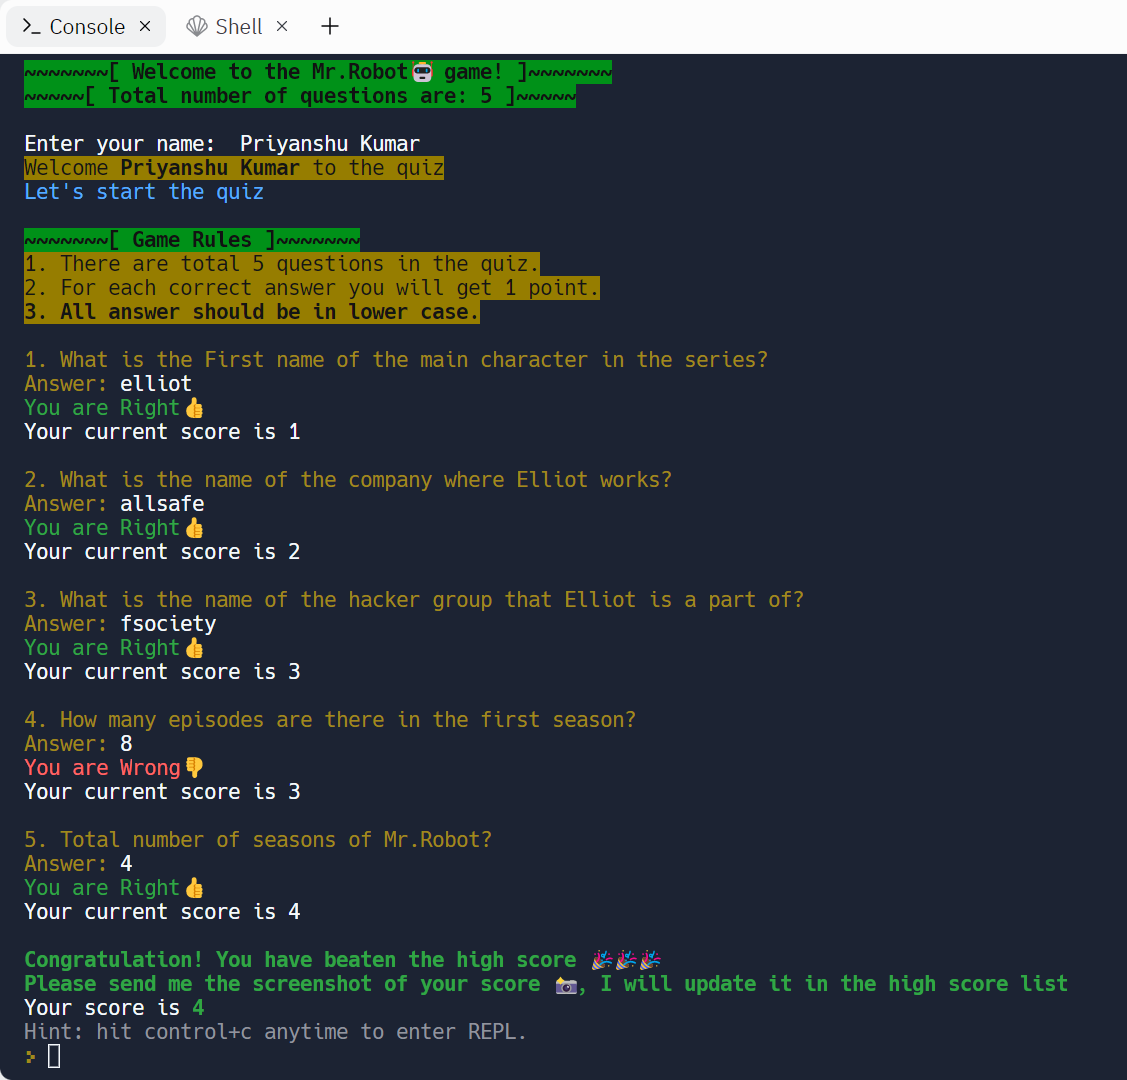 Console × Shell × +
~~~~~~~[ Welcome to the Mr.Robot🤖 game! ]~~~~~~~
~~~~~[ Total number of questions are: 5 ]~~~~~
Enter your name:  Priyanshu Kumar
Welcome Priyanshu Kumar to the quiz
Let's start the quiz
~~~~~~~[ Game Rules ]~~~~~~~
1. There are total 5 questions in the quiz.
2. For each correct answer you will get 1 point.
3. All answer should be in lower case.
1. What is the First name of the main character in the series?
Answer: elliot
You are Right👍
Your current score is 1
2. What is the name of the company where Elliot works?
Answer: allsafe
You are Right👍
Your current score is 2
3. What is the name of the hacker group that Elliot is a part of?
Answer: fsociety
You are Right👍
Your current score is 3
4. How many episodes are there in the first season?
Answer: 8
You are Wrong👎
Your current score is 3
5. Total number of seasons of Mr.Robot?
Answer: 4
You are Right👍
Your current score is 4
Congratulation! You have beaten the high score 🎉🎉🎉
Please send me the screenshot of your score 📸, I will update it in the high score list
Your score is 4
Hint: hit control+c anytime to enter REPL.